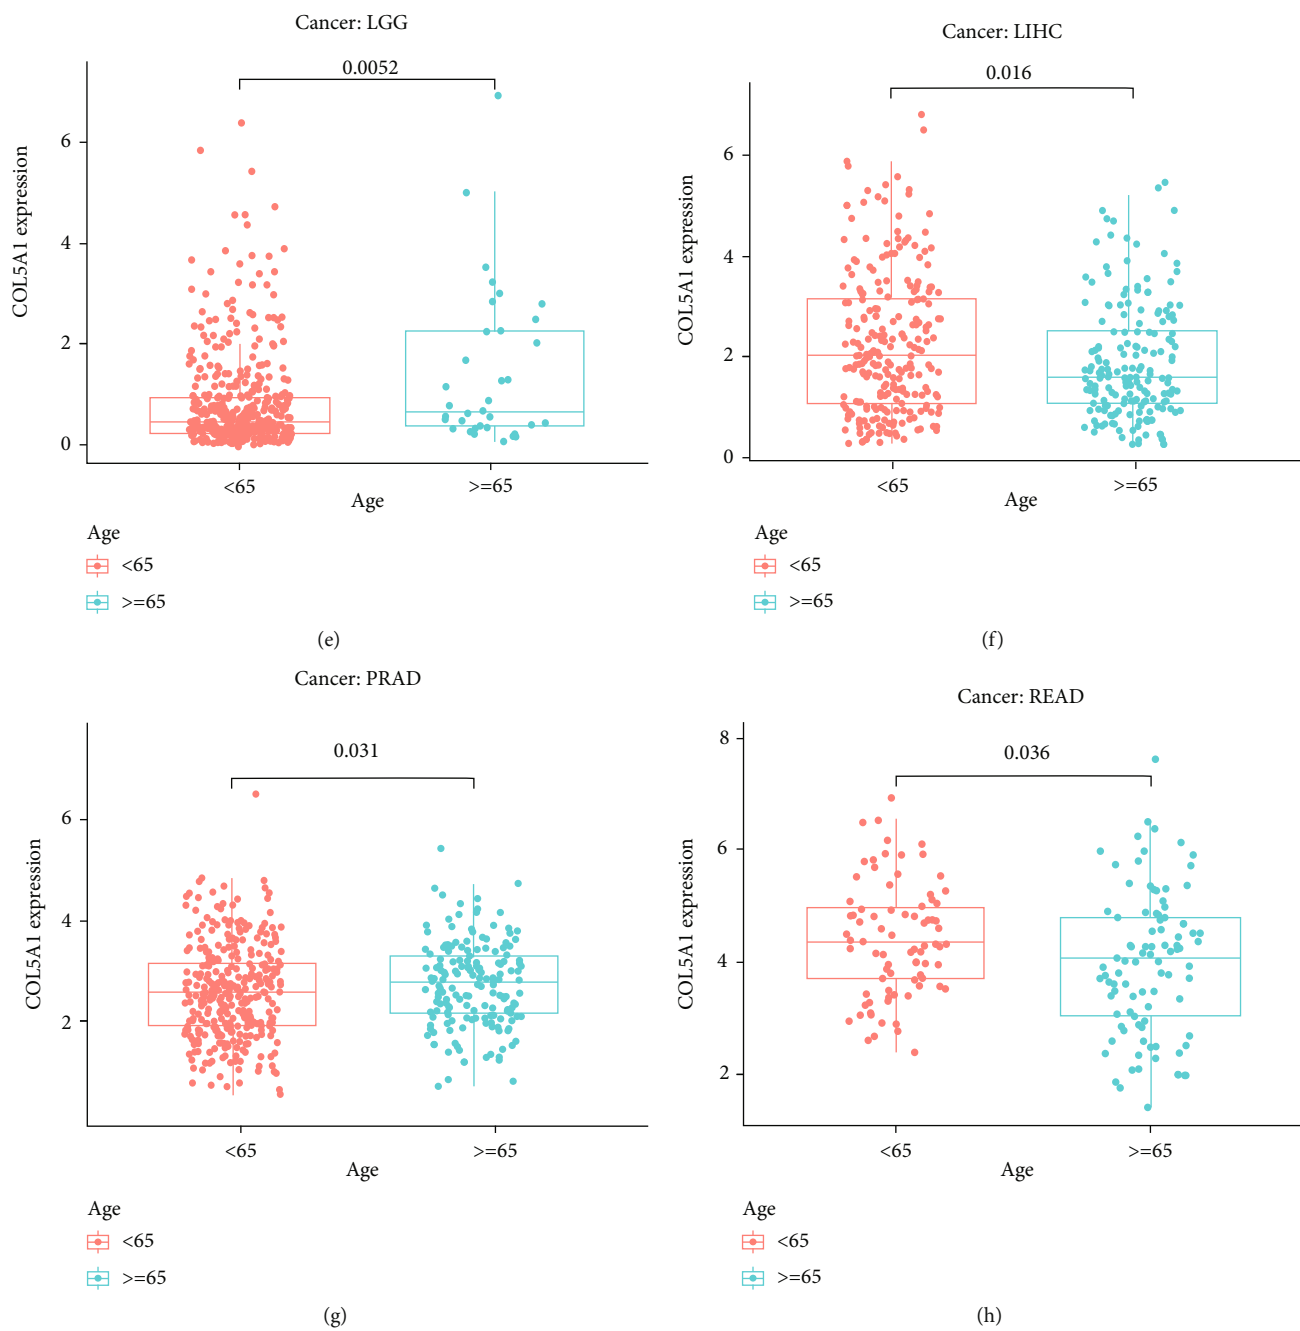 Cancer: LGG
0.0052
COL5A1 expression
6
4
2
0
<65
>=65
Age
Age
<65
>=65
(e)
Cancer: LIHC
0.016
COL5A1 expression
6
4
2
0
<65
>=65
Age
Age
<65
>=65
(f)
Cancer: PRAD
0.031
COL5A1 expression
6
4
2
<65
>=65
Age
Age
<65
>=65
(g)
Cancer: READ
0.036
COL5A1 expression
8
6
4
2
<65
>=65
Age
Age
<65
>=65
(h)